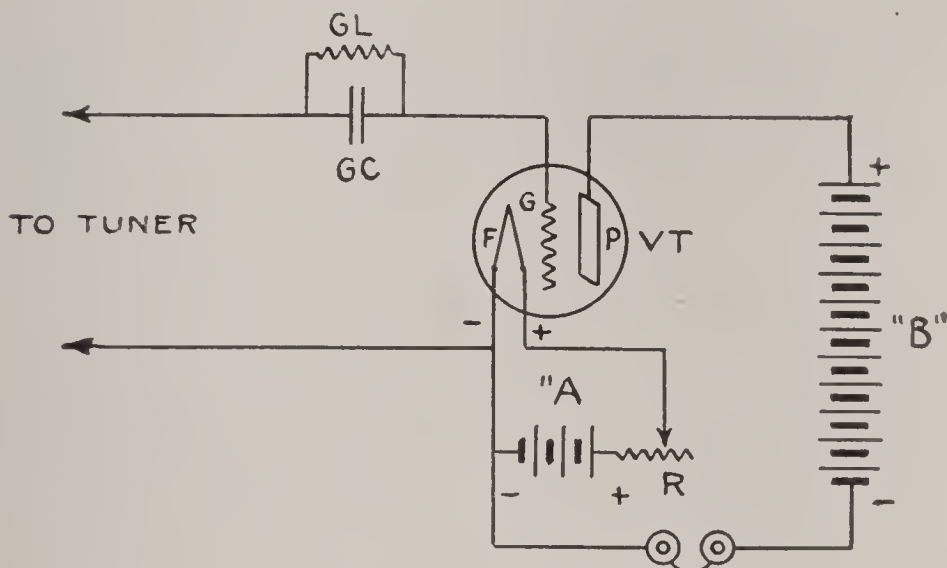 GL
GC
TO TUNER
G
F
P
VT
-
+
"A
-
+
R
+
"B"
-